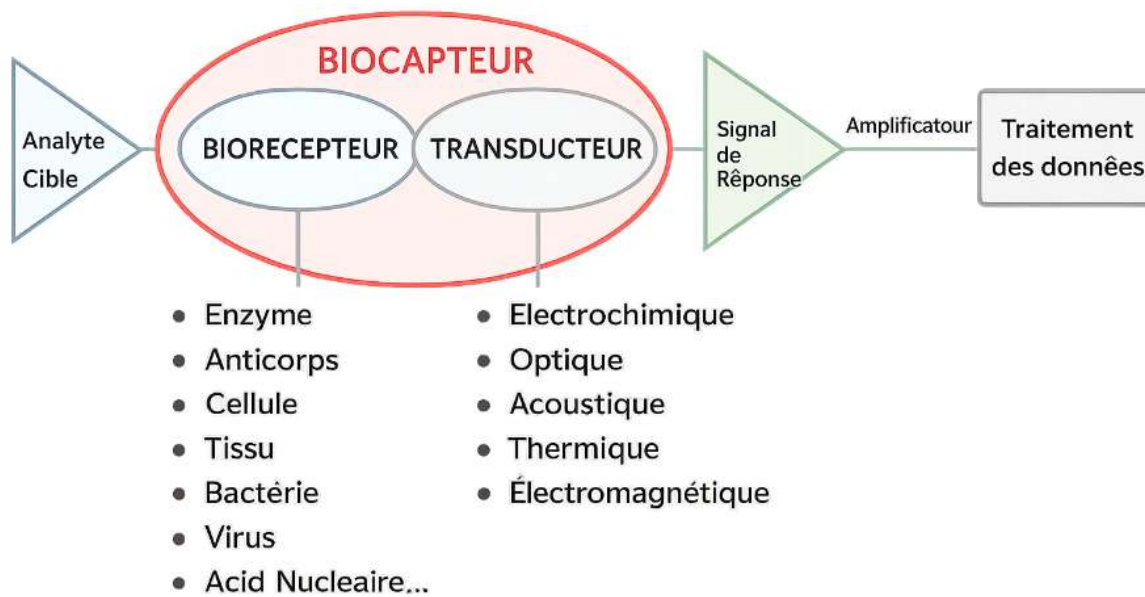 BIOCAPTEUR
Analyte
Cible
BIORECEPTEUR
TRANSDUCTEUR
Signal
de
Rêponse
Amplificatour
Traitement
des donnêes
• Enzyme
• Anticorps
• Cellule
• Tissu
• Bactêrie
• Virus
• Acid Nucleaire...
• Electrochimique
• Optique
• Acoustique
• Thermique
• Électromagnétique